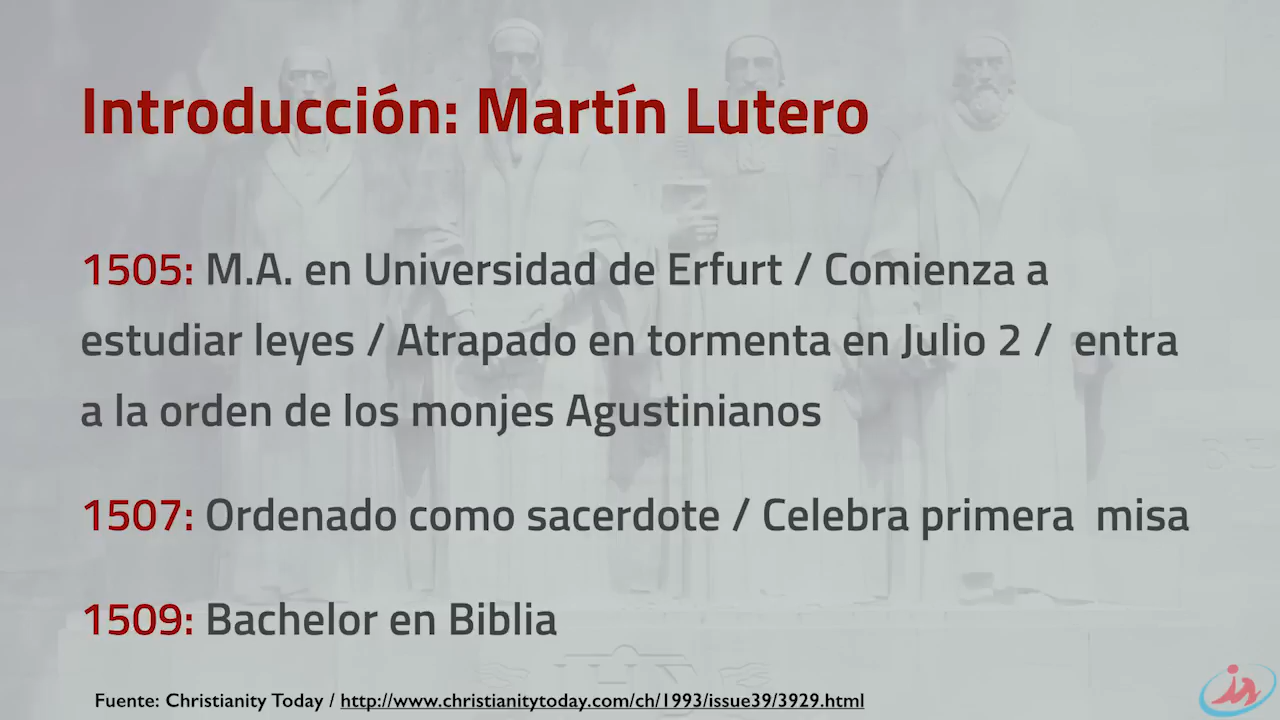 Introducción: Martín Lutero
1505: M.A. en Universidad de Erfurt / Comienza a
estudiar leyes / Atrapado en tormenta en Julio 2 / entra
a la orden de los monjes Agustinianos
1507: Ordenado como sacerdote / Celebra primera misa
1509: Bachelor en Biblia
Fuente: Christianity Today / http://www.christianitytoday.com/ch/1993/issue39/3929.html